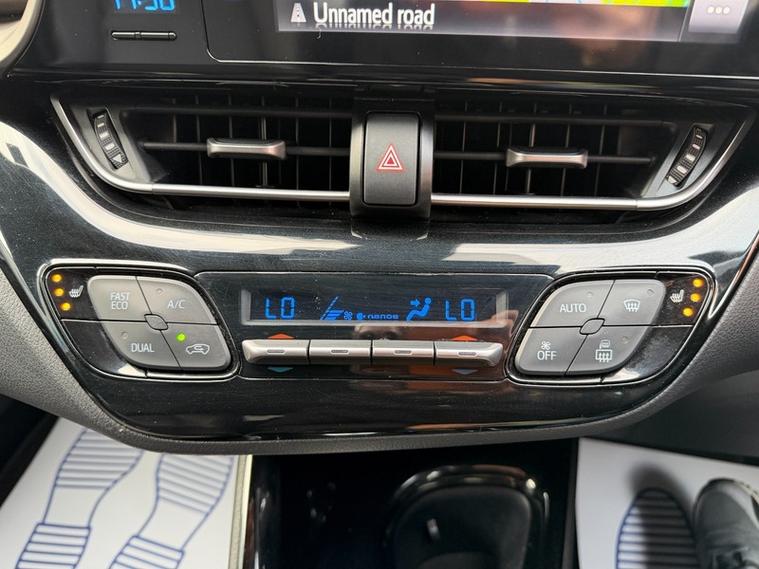 Unnamed road
FAST
ECO
A/C
DUAL
LO
nanoe
LO
AUTO
OFF